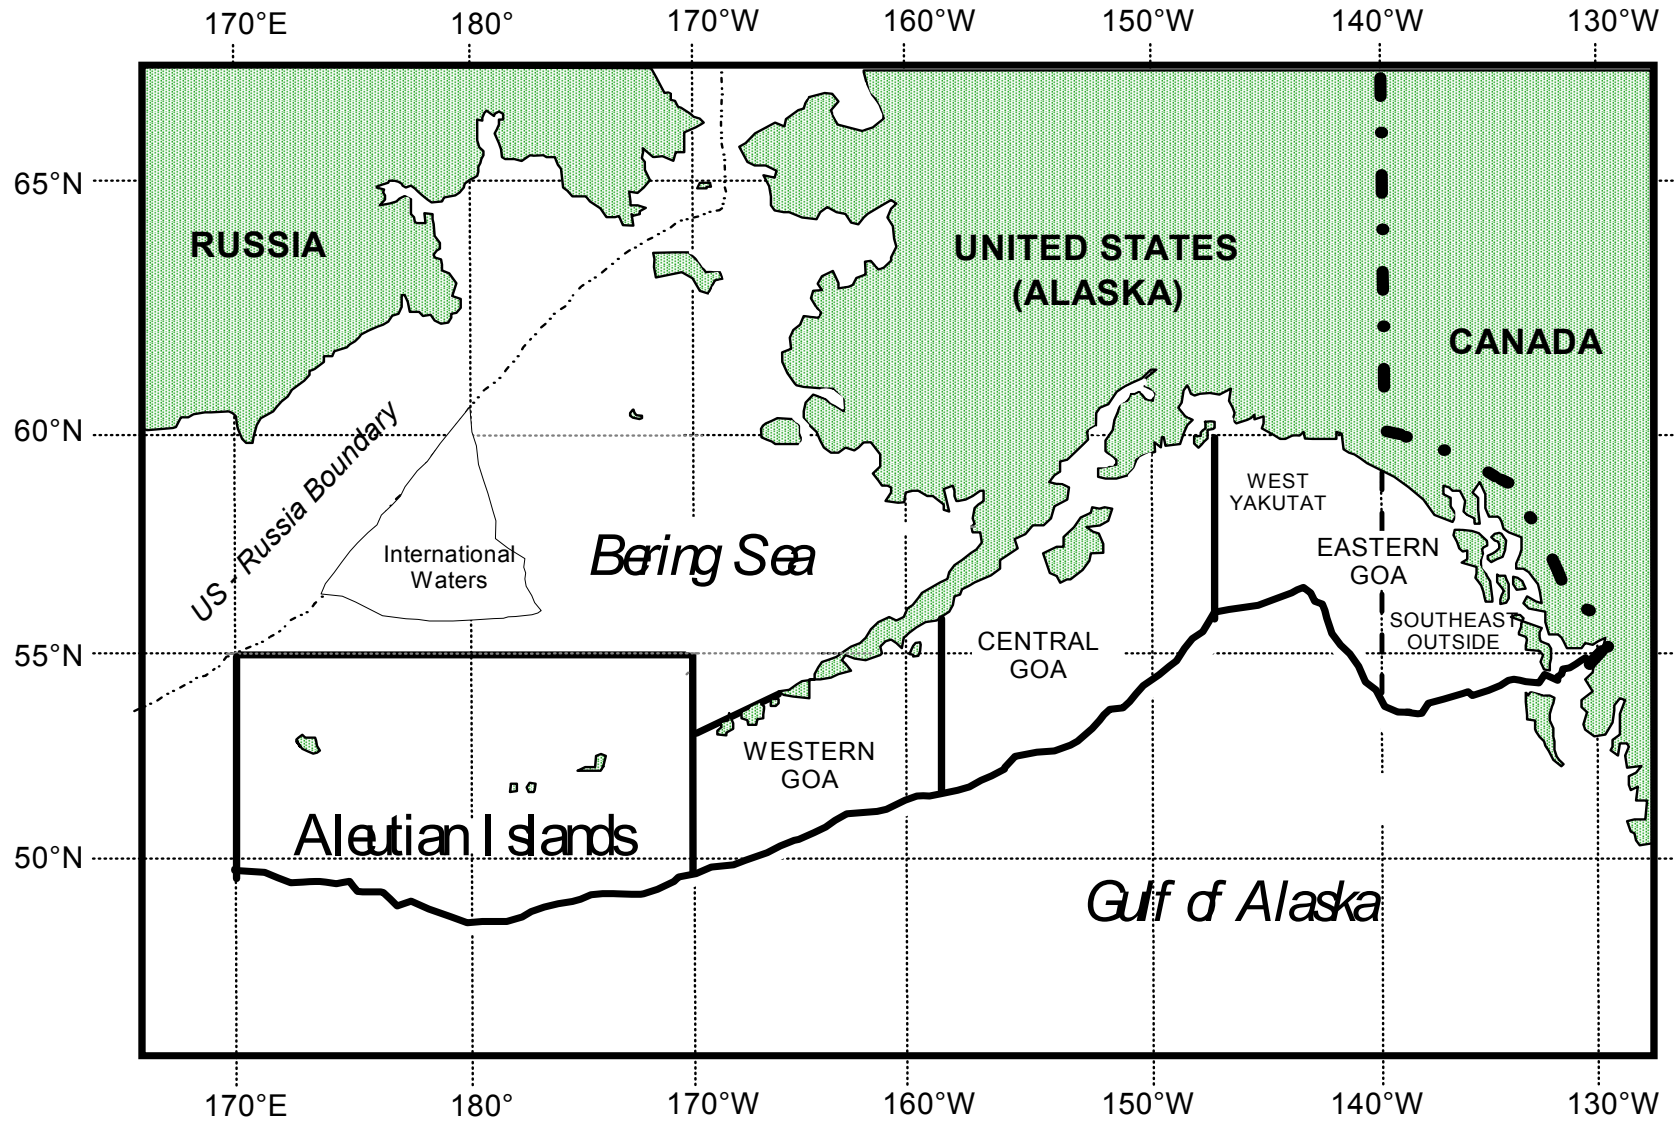 170°E 180° 170°W 160°W 150°W 140°W 130°W
65°N
RUSSIA
UNITED STATES
(ALASKA)
CANADA
60°N
US - Russia Boundary
WEST
YAKUTAT
International
Waters
Bering Sea
EASTERN
GOA
SOUTHEAST
OUTSIDE
55°N
CENTRAL
GOA
WESTERN
GOA
Aleutian Islands
50°N
Gulf of Alaska
170°E 180° 170°W 160°W 150°W 140°W 130°W